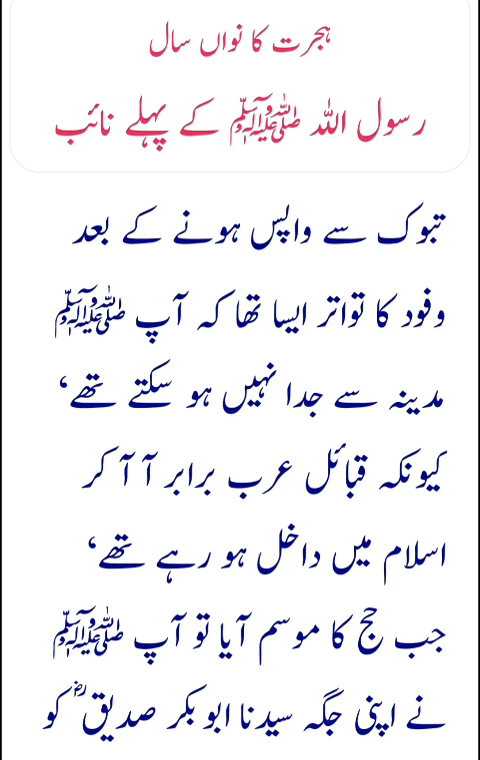 ہجرت کا نواں سال
رسول اللہ ﷺ کے پہلے نائب
تبوک سے واپس ہونے کے بعد
وفود کا تواتر ایسا تھا کہ آپ ﷺ
مدینہ سے جدا نہیں ہو سکتے تھے‘
کیونکہ قبائل عرب برابر آ آ کر
اسلام میں داخل ہو رہے تھے‘
جب حج کا موسم آیا تو آپ ﷺ
نے اپنی جگہ سیدنا ابو بکر صدیقؓ کو